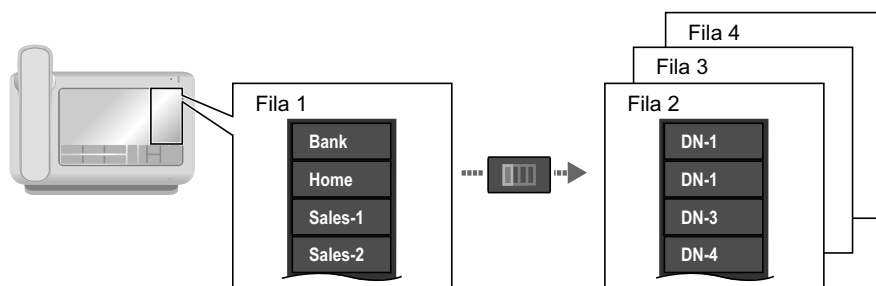 Fila 4
Fila 3
Fila 1
Fila 2
Bank
Home
Sales-1
Sales-2
DN-1
DN-1
DN-3
DN-4